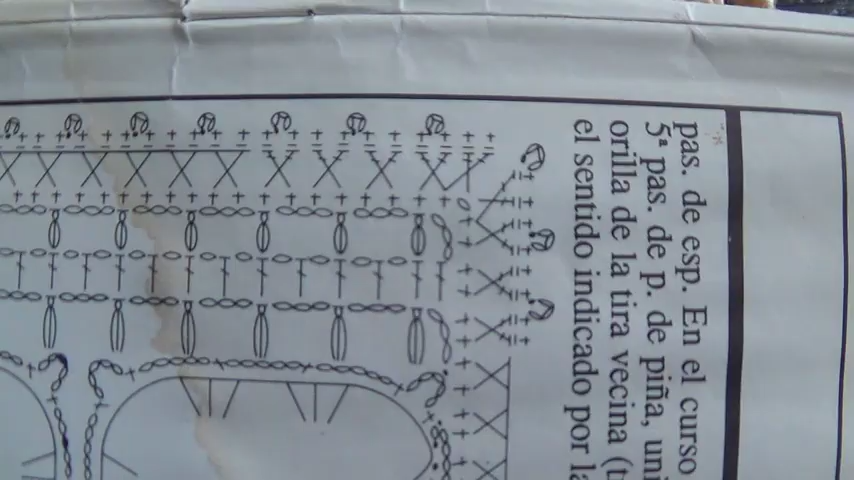 pas. de esp. En el curso
5ª pas. de p. de piña, uni
orilla de la tira vecina (t
el sentido indicado por la